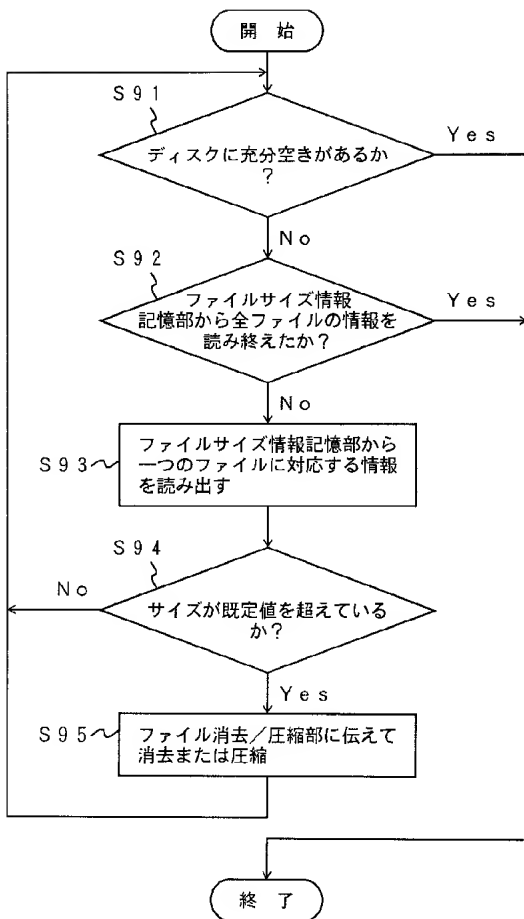 開 始
S91
ディスクに充分空きがあるか
?
Yes
No
S92
ファイルサイズ情報
記憶部から全ファイルの情報を
読み終えたか?
Yes
No
S93
ファイルサイズ情報記憶部から
一つのファイルに対応する情報
を読み出す
S94
No
サイズが既定値を超えている
か?
Yes
S95
ファイル消去/圧縮部に伝えて
消去または圧縮
終 了